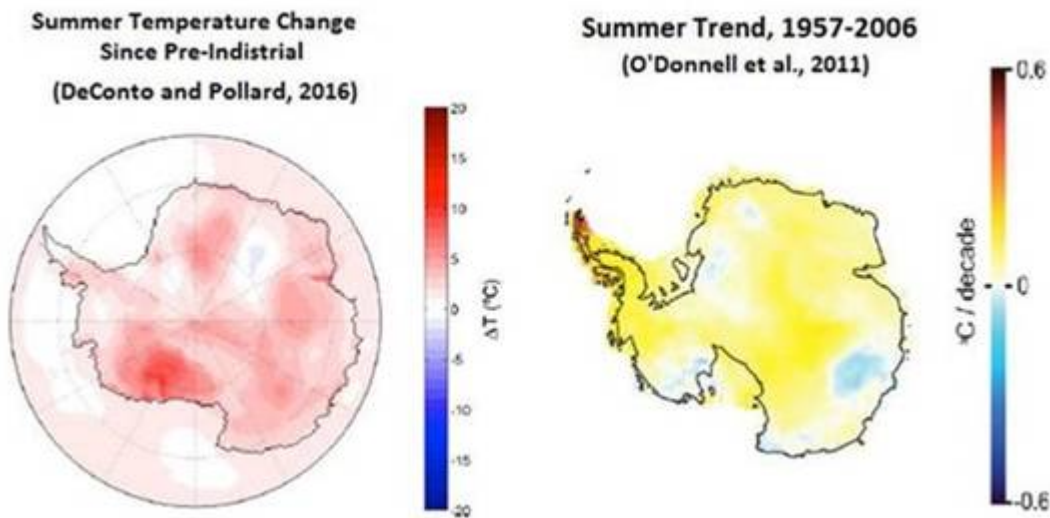 Summer Temperature Change
Since Pre-Indistrial
(DeConto and Pollard, 2016)
20
15
10
5
0
-5
-10
-15
-20
ΔT (°C)
Summer Trend, 1957-2006
(O'Donnell et al., 2011)
0.6
0
-0.6
°C / decade